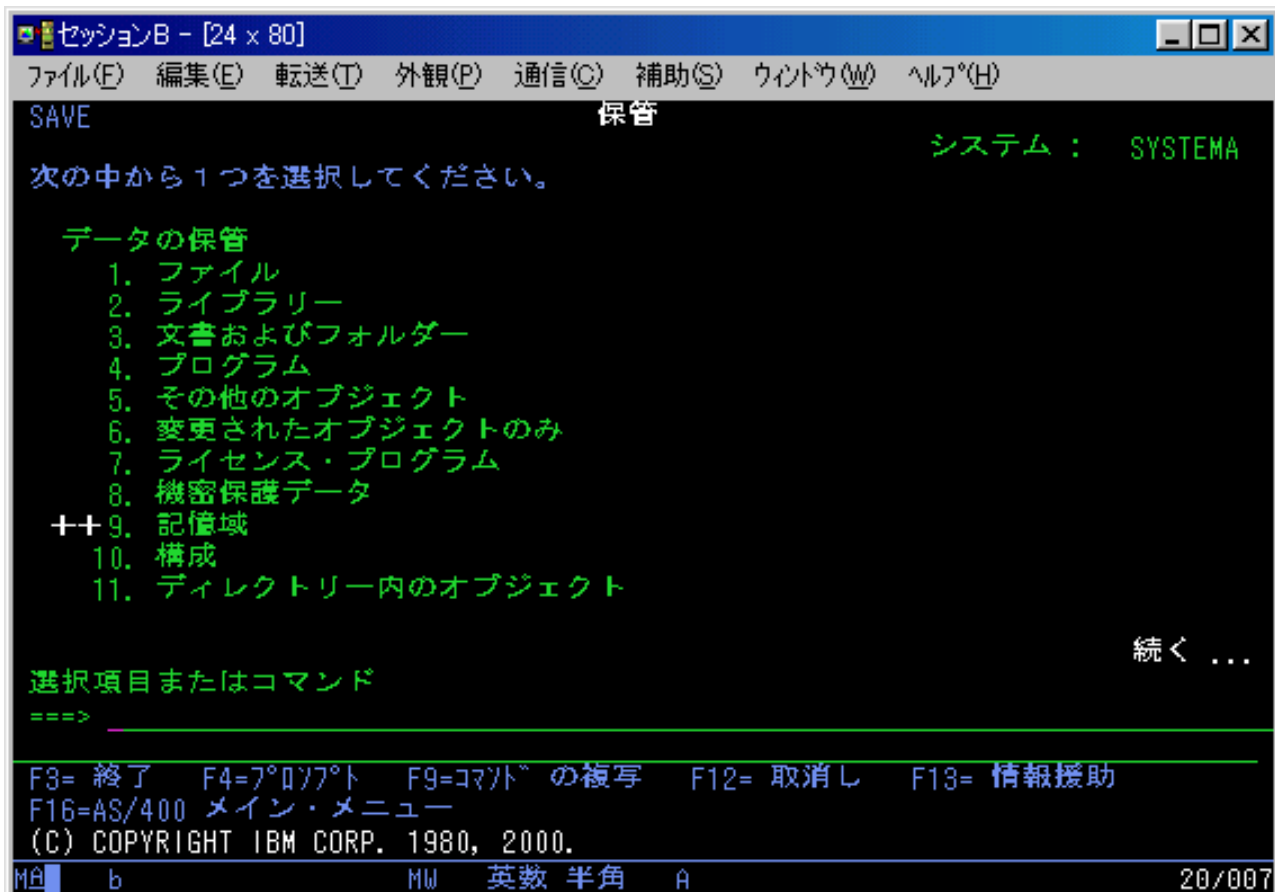 セッションB - [24 x 80]
ファイル(F) 編集(E) 転送(T) 外観(P) 通信(C) 補助(S) ウィンドウ(W) ヘルプ(H)
SAVE 保管
システム : SYSTEMA
次の中から1つを選択してください。
データの保管
1. ファイル
2. ライブラリー
3. 文書およびフォルダー
4. プログラム
5. その他のオブジェクト
6. 変更されたオブジェクトのみ
7. ライセンス・プログラム
8. 機密保護データ
++ 9. 記憶域
10. 構成
11. ディレクトリー内のオブジェクト
続く ...
選択項目またはコマンド
===>
F3= 終了 F4=プロンプト F9=コマンド の複写 F12= 取消し F13= 情報援助
F16=AS/400 メイン・メニュー
(C) COPYRIGHT IBM CORP. 1980, 2000.
MA b MW 英数 半角 A 20/007